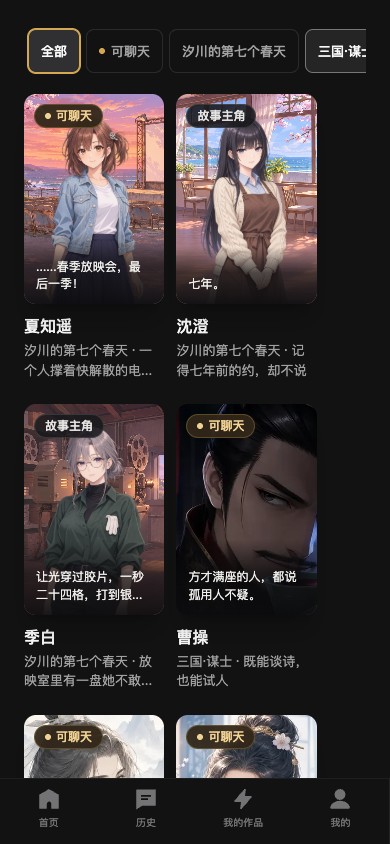 全部
可聊天
汐川的第七个春天
三国·谋
可聊天
……春季放映会，最
后一季！
夏知遥
汐川的第七个春天 · 一
个人撑着快解散的电...
故事主角
七年。
沈澄
汐川的第七个春天 · 记
得七年前的约，却不说
故事主角
让光穿过胶片，一秒
二十四格，打到银...
季白
汐川的第七个春天 · 放
映室里有一盘她不敢...
可聊天
方才满座的人，都说
孤用人不疑。
曹操
三国·谋士 · 既能谈诗，
也能试人
可聊天
可聊天
首页
历史
我的作品
我的